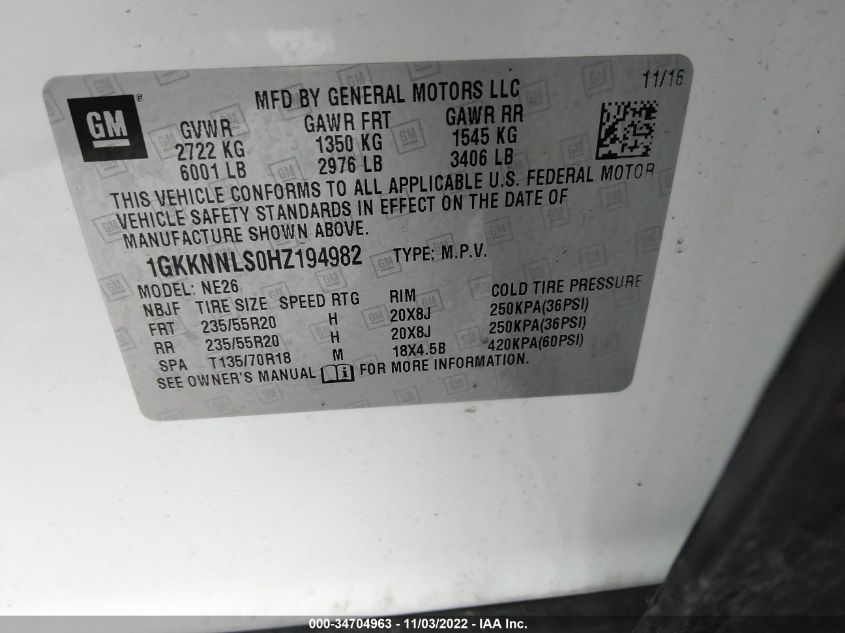 11/16
GM
MFD BY GENERAL MOTORS LLC
GVWR GAWR FRT GAWR RR
2722 KG 1350 KG 1545 KG
6001 LB 2976 LB 3406 LB
THIS VEHICLE CONFORMS TO ALL APPLICABLE U.S. FEDERAL MOTOR
VEHICLE SAFETY STANDARDS IN EFFECT ON THE DATE OF
MANUFACTURE SHOWN ABOVE.
1GKKNNLS0HZ194982 TYPE: M.P.V.
MODEL: NE26
NBJF TIRE SIZE SPEED RTG RIM COLD TIRE PRESSURE
FRT 235/55R20 H 20X8J 250KPA(36PSI)
RR 235/55R20 H 20X8J 250KPA(36PSI)
SPA T135/70R18 M 18X4.5B 420KPA(60PSI)
SEE OWNER'S MANUAL FOR MORE INFORMATION.
000-34704963 - 11/03/2022 - IAA Inc.